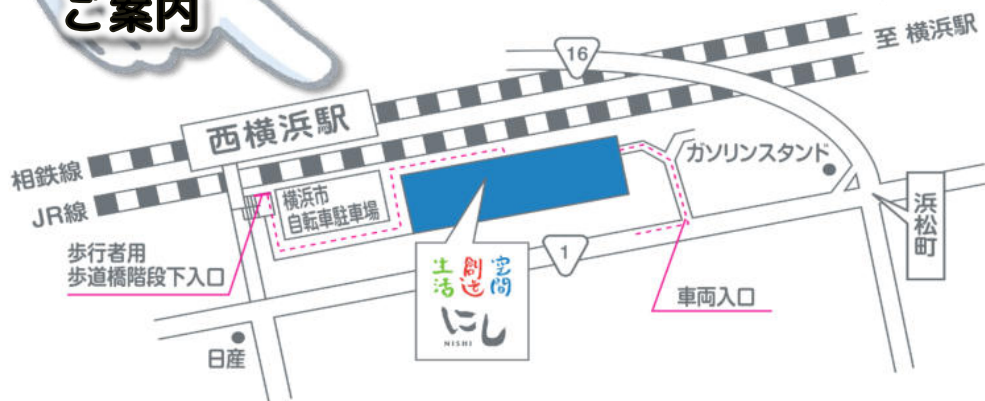 ご案内
16
至 横浜駅
西横浜駅
相鉄線
JR線
ガソリンスタンド
横浜市
自転車駐車場
浜松町
歩行者用
歩道橋階段下入口
1
生活
創造
空間
にし
NISHI
車両入口
日産